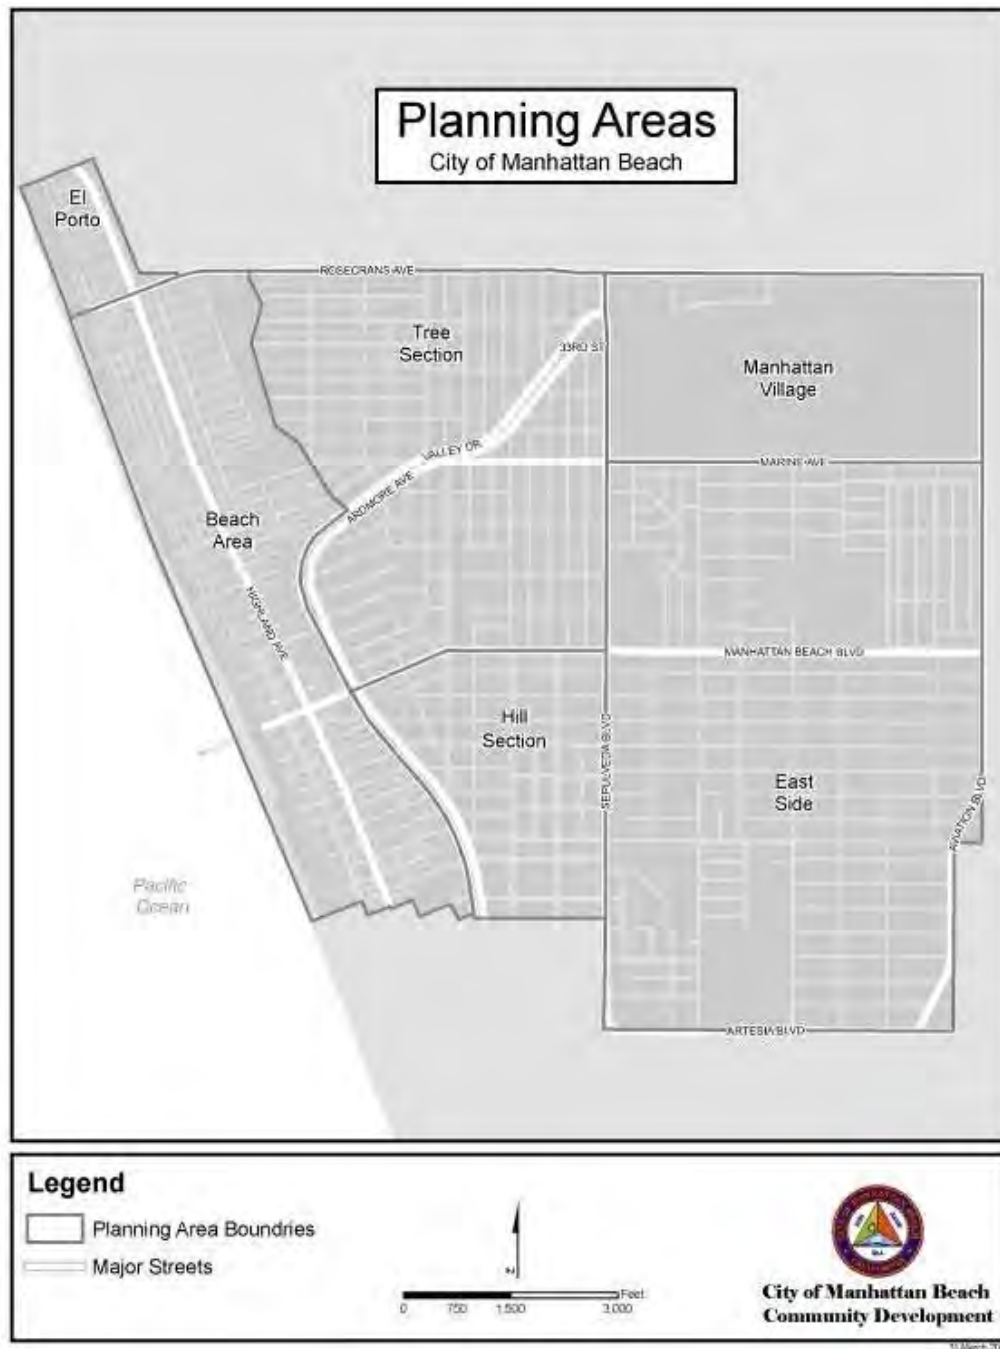 Planning Areas
City of Manhattan Beach
El
Porto
ROSECRANS AVE
Tree
Section
33RD ST
Manhattan
Village
VALLEY DR
MARINE AVE
ARDMORE AVE
Beach
Area
HIGHLAND AVE
MANHATTAN BEACH BLVD
Hill
Section
SEPULVEDA BLVD
East
Side
AVIATION BLVD
Pacific
Ocean
ARTESIA BLVD
Legend
Planning Area Boundries
Major Streets
N
Feet
0 750 1,500 3,000
City of Manhattan Beach
Community Development